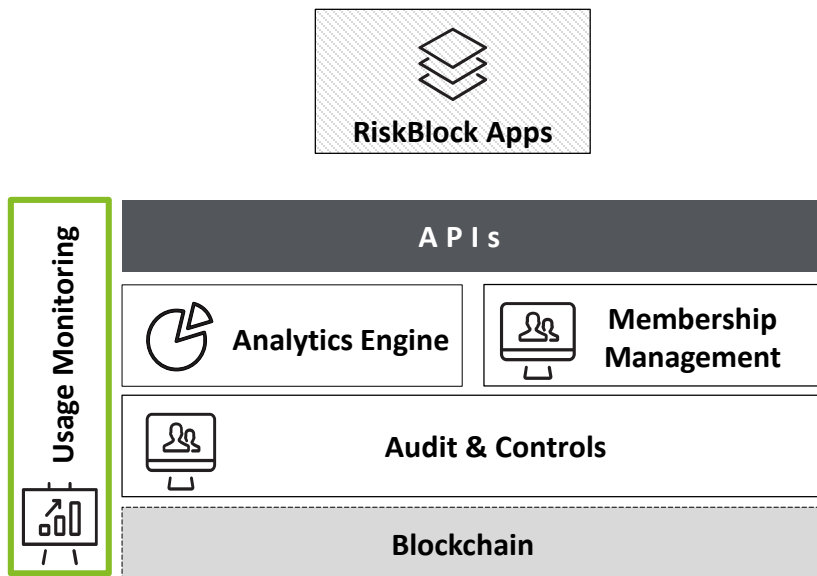 RiskBlock Apps
Usage Monitoring
A P I s
Analytics Engine
Membership
Management
Audit & Controls
Blockchain